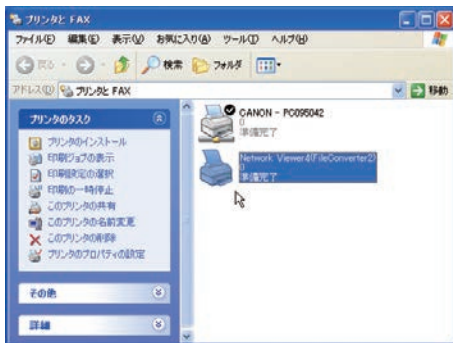 プリンタと FAX
ファイル(F) 編集(E) 表示(V) お気に入り(A) ツール(T) ヘルプ(H)
戻る 検索 フォルダ
アドレス(D) プリンタと FAX 移動
プリンタのタスク
プリンタのインストール
印刷ジョブの表示
印刷設定の選択
印刷の一時停止
このプリンタの共有
このプリンタの名前変更
このプリンタの削除
プリンタのプロパティの設定
その他
詳細
CANON - PC095042
0
準備完了
Network Viewer4(FileConverter2)
0
準備完了